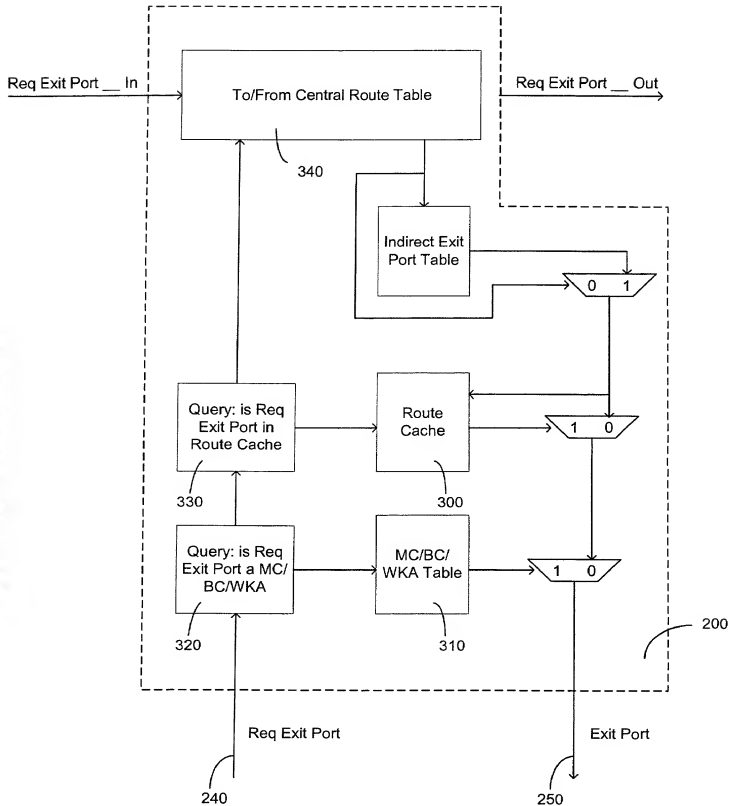 Req Exit Port __ In
To/From Central Route Table
Req Exit Port __ Out
340
Indirect Exit
Port Table
0 1
Query: is Req
Exit Port in
Route Cache
Route
Cache
1 0
330
300
Query: is Req
Exit Port a MC/
BC/WKA
MC/BC/
WKA Table
1 0
320
310
200
Req Exit Port
Exit Port
240
250